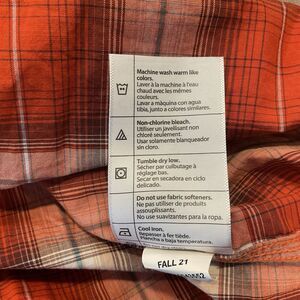 Machine wash warm like
colors.
Laver à la machine à l'eau
chaud avec les mêmes
couleurs.
Lavar a máquina con agua
tibia, junto a colores similares.
Non-chlorine bleach.
Utiliser un javellisant non
chloré seulement.
Usar solamente blanqueador
sin cloro.
Tumble dry low.
Sécher par culbutage à
réglage bas.
Secar en secadora en ciclo
delicado.
Do not use fabric softeners.
Ne pas utiliser de produits
assouplissants.
No use suavizantes para la ropa.
Cool iron.
Repasser à fer tiède.
Plancha a baja temperatura.
FALL 21